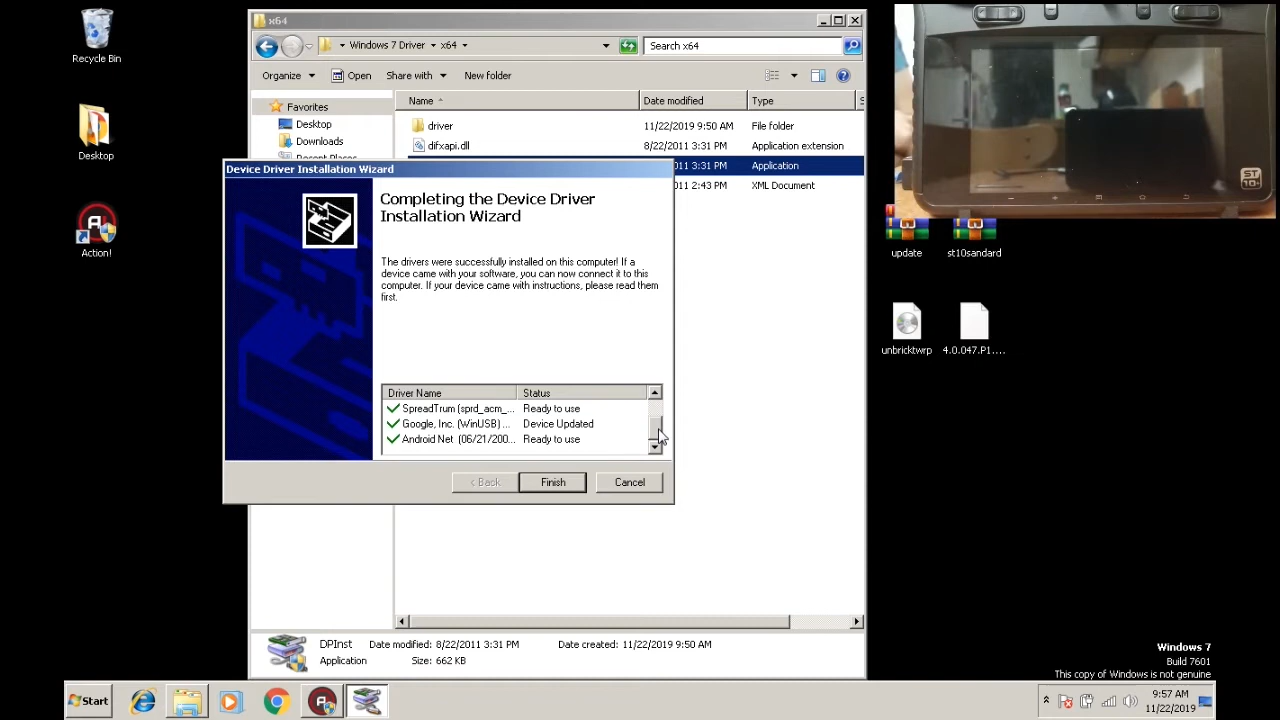 Recycle Bin
Desktop
Action!
x64
Windows 7 Driver
x64
Search x64
Organize
Open
Share with
New folder
Favorites
Desktop
Downloads
Recent Places
Name
Date modified
Type
S
driver
11/22/2019 9:50 AM
File folder
difxapi.dll
8/22/2011 3:31 PM
Application extension
011 3:31 PM
Application
011 2:43 PM
XML Document
Device Driver Installation Wizard
Completing the Device Driver
Installation Wizard
The drivers were successfully installed on this computer! If a
device came with your software, you can now connect it to this
computer. If your device came with instructions, please read them
first.
Driver Name
Status
SpreadTrum (sprd_acm_...
Ready to use
Google, Inc. (WinUSB) ...
Device Updated
Android Net (06/21/200...
Ready to use
< Back
Finish
Cancel
DPInst
Date modified: 8/22/2011 3:31 PM
Date created: 11/22/2019 9:50 AM
Application
Size: 662 KB
ST
10+
update
st10sandard
unbricktwrp
4.0.047.P1....
Windows 7
Build 7601
This copy of Windows is not genuine
Start
9:57 AM
11/22/2019